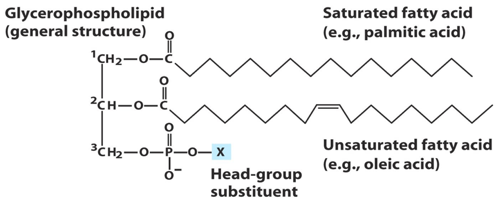 Glycerophospholipid
(general structure)
Saturated fatty acid
(e.g., palmitic acid)
O
1CH2—O—C
O
2CH—O—C
O
3CH2—O—P—O—X
O−
Head-group
substituent
Unsaturated fatty acid
(e.g., oleic acid)